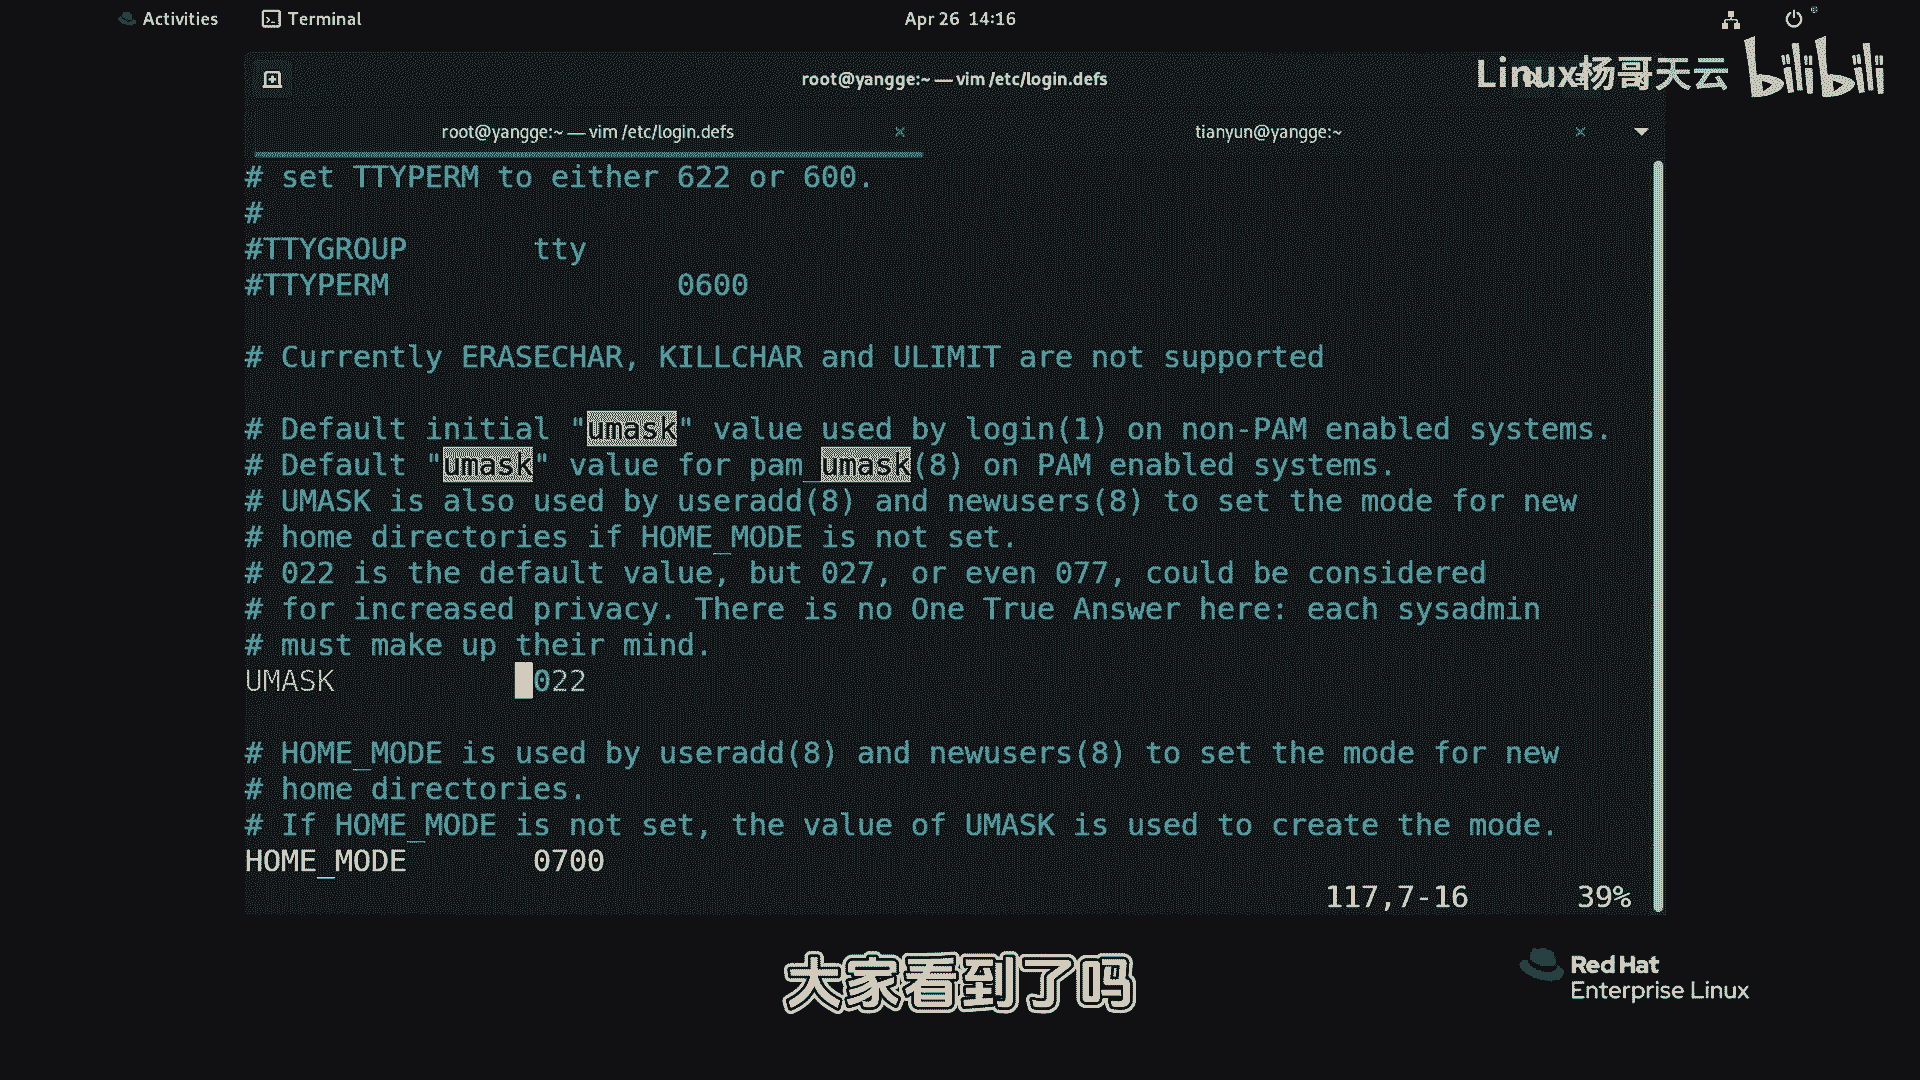 Activities
Terminal
Apr 26 14:16
root@yangge:~ — vim /etc/login.defs
Linux杨哥天云 bilibili
root@yangge:~ — vim /etc/login.defs ×
tianyun@yangge:~ ×
# set TTYPERM to either 622 or 600.
#
#TTYGROUP tty
#TTYPERM 0600
# Currently ERASECHAR, KILLCHAR and ULIMIT are not supported
# Default initial "umask" value used by login(1) on non-PAM enabled systems.
# Default "umask" value for pam_umask(8) on PAM enabled systems.
# UMASK is also used by useradd(8) and newusers(8) to set the mode for new
# home directories if HOME_MODE is not set.
# 022 is the default value, but 027, or even 077, could be considered
# for increased privacy. There is no One True Answer here: each sysadmin
# must make up their mind.
UMASK 022
# HOME_MODE is used by useradd(8) and newusers(8) to set the mode for new
# home directories.
# If HOME_MODE is not set, the value of UMASK is used to create the mode.
HOME_MODE 0700
117,7-16 39%
大家看到了吗
Red Hat
Enterprise Linux